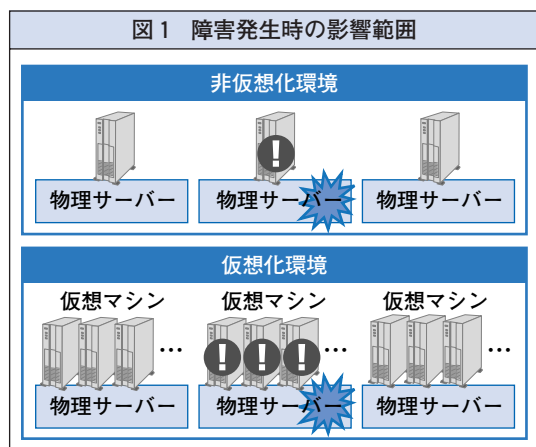 図1 障害発生時の影響範囲
非仮想化環境
!
物理サーバー 物理サーバー 物理サーバー
仮想化環境
仮想マシン 仮想マシン 仮想マシン
… ! ! ! … …
物理サーバー 物理サーバー 物理サーバー